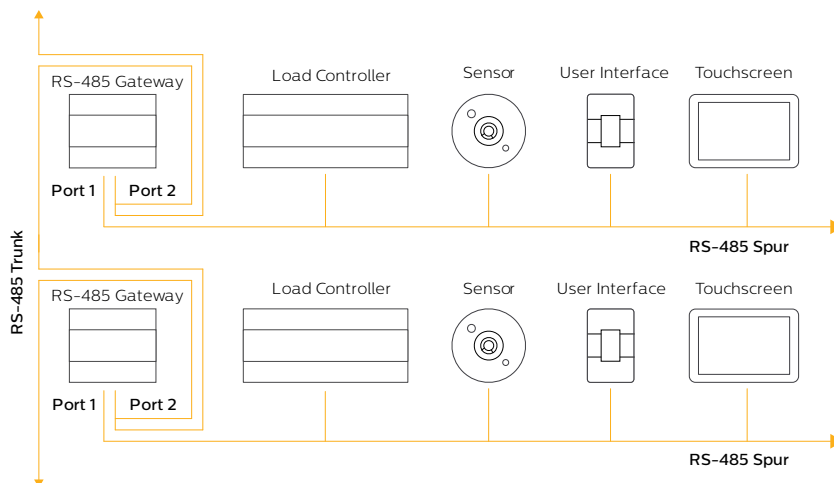 RS-485 Gateway
Load Controller
Sensor
User Interface
Touchscreen
Port 1
Port 2
RS-485 Spur
RS-485 Trunk
RS-485 Gateway
Load Controller
Sensor
User Interface
Touchscreen
Port 1
Port 2
RS-485 Spur